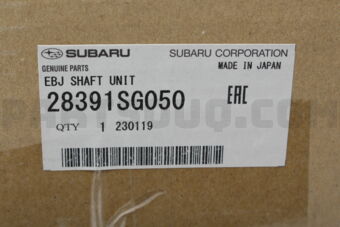 SUBARU
SUBARU CORPORATION
GENUINE PARTS
MADE IN JAPAN
EBJ SHAFT UNIT
28391SG050
EAC
QTY 1 230119